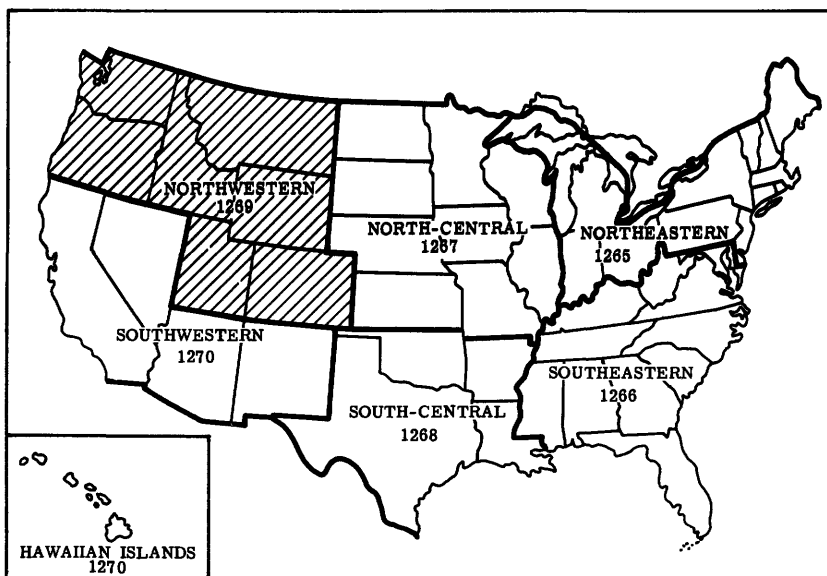 NORTHWESTERN
1269
NORTH-CENTRAL
1267
NORTHEASTERN
1265
SOUTHWESTERN
1270
SOUTHEASTERN
1266
SOUTH-CENTRAL
1268
HAWAIIAN ISLANDS
1270